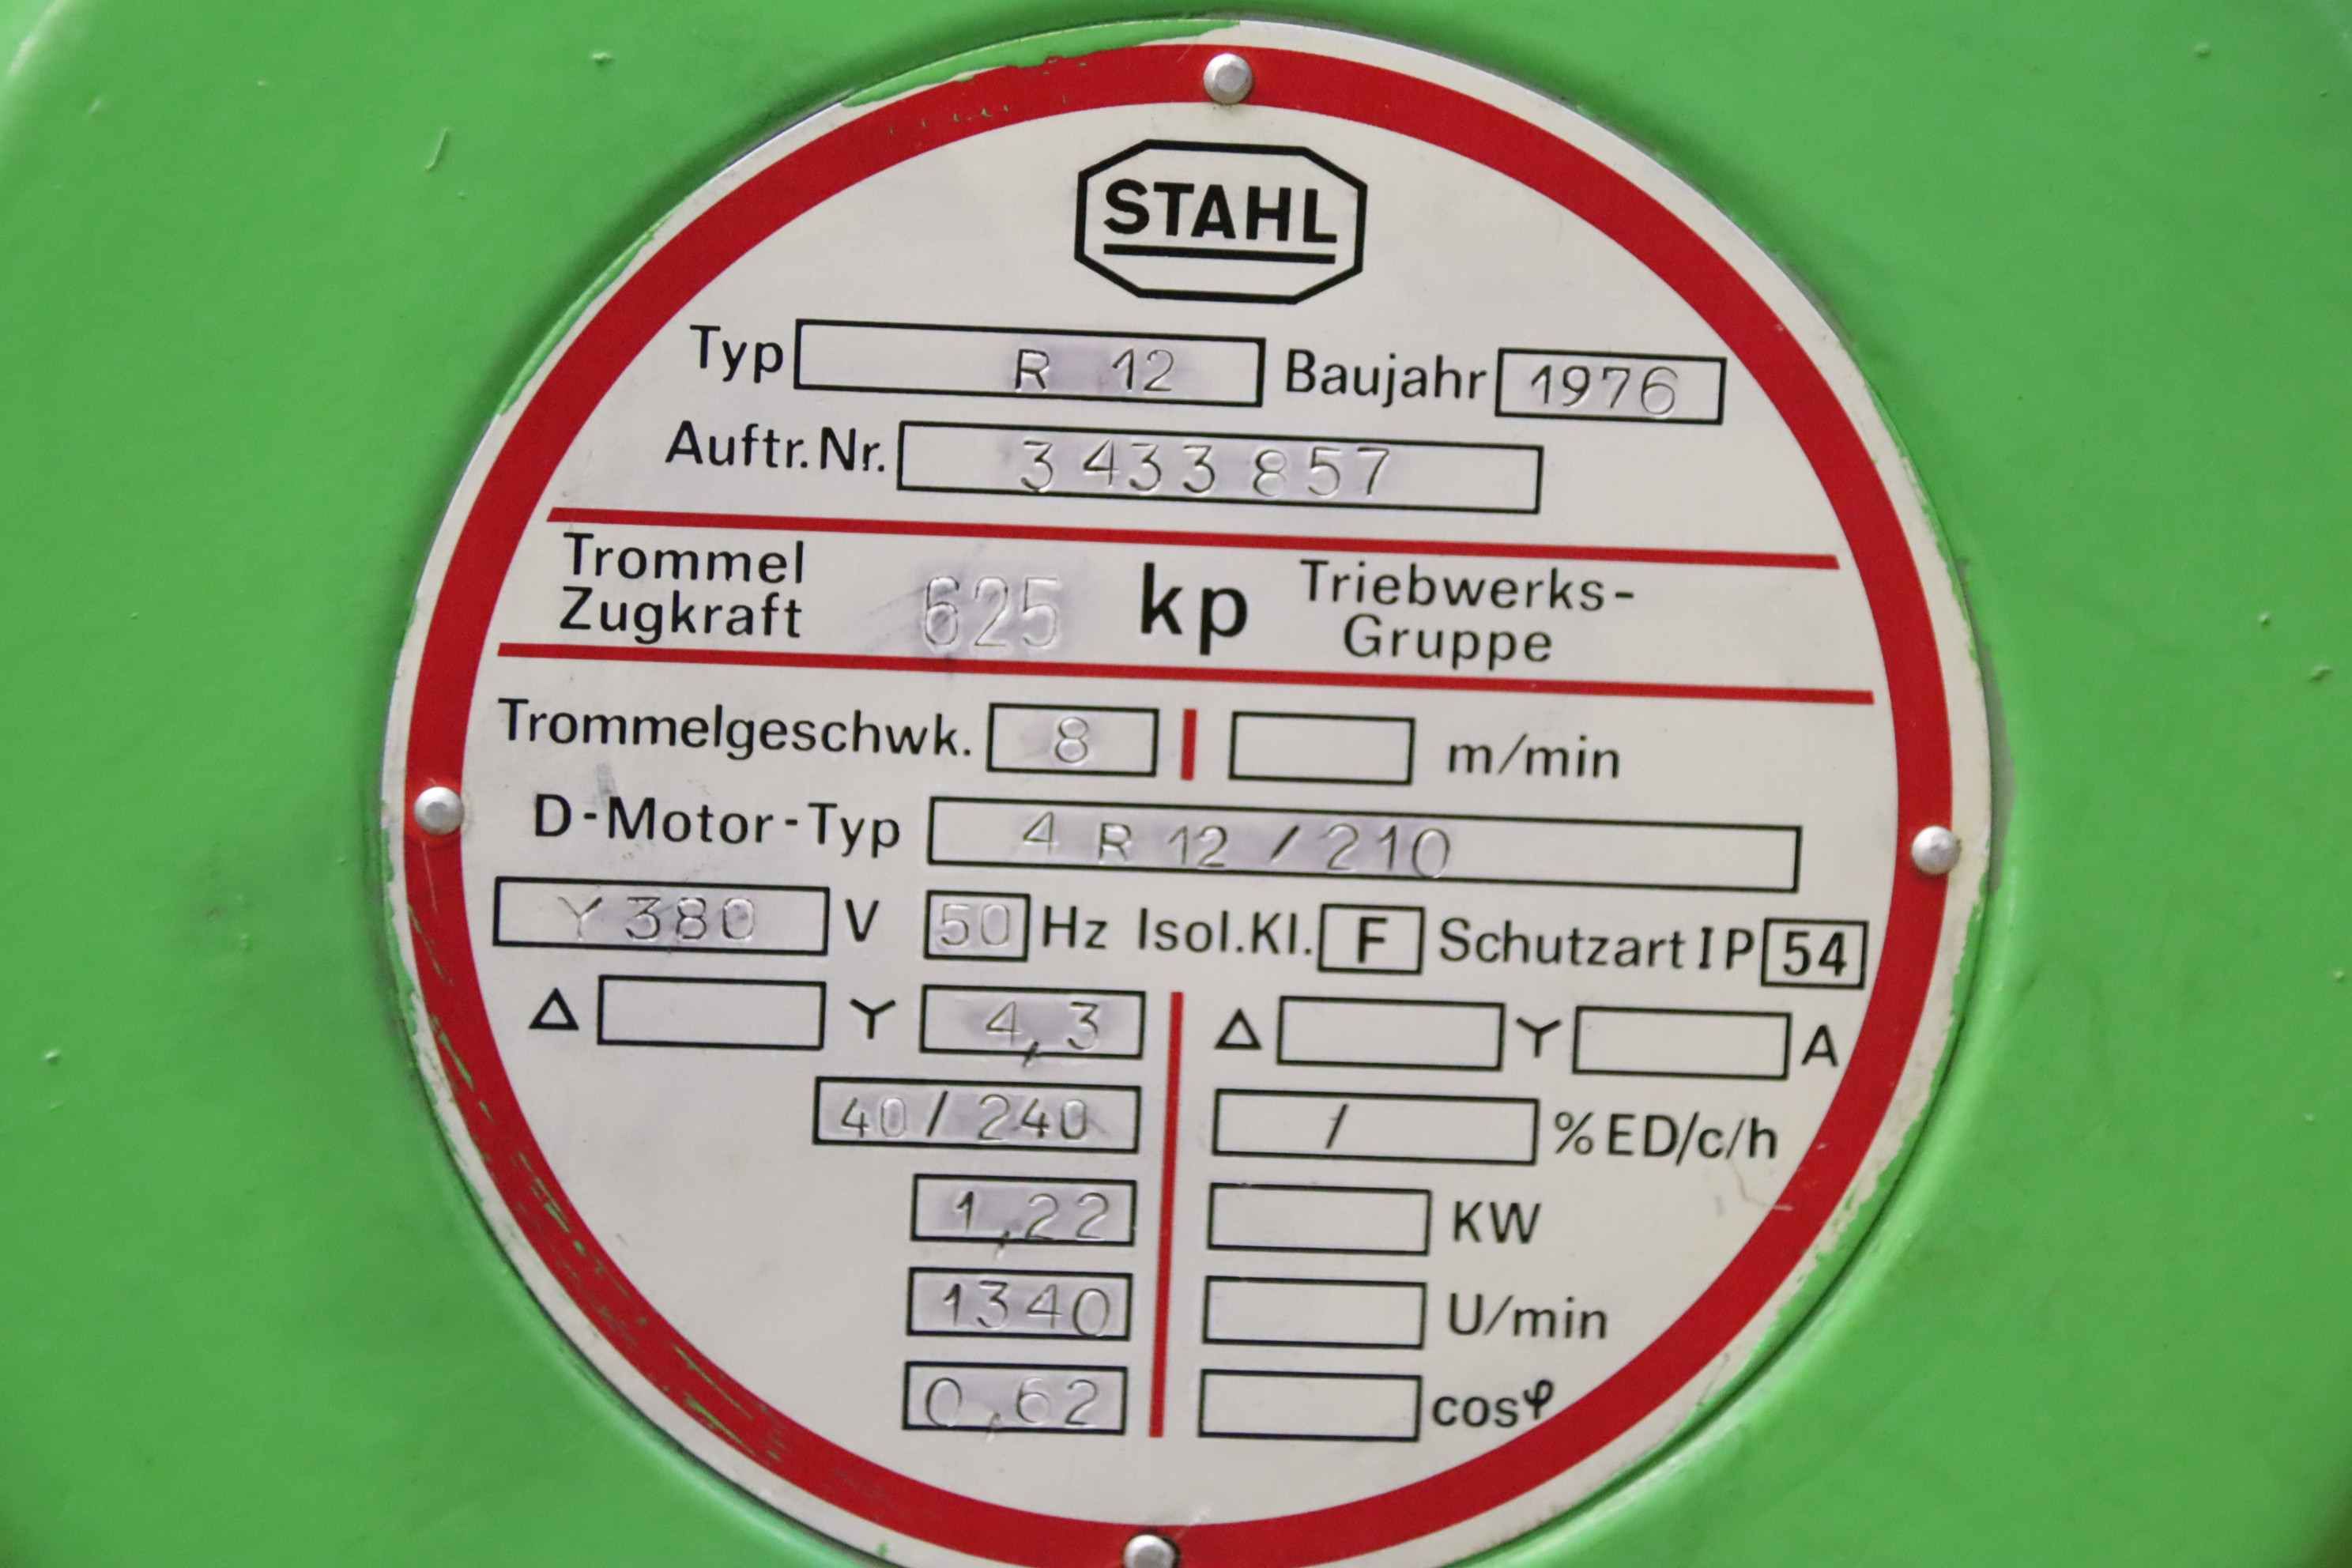 STAHL
Typ R 12 Baujahr 1976
Auftr.Nr. 3 433 857
Trommel Zugkraft 625 kp Triebwerks-Gruppe
Trommelgeschwk. 8 m/min
D-Motor-Typ 4 R 12 / 210
Y 380 V 50 Hz Isol.Kl. F Schutzart IP 54
Δ Y 4,3 Δ Y A
40 / 240 / %ED/c/h
1,22 KW
1340 U/min
0,62 cosφ